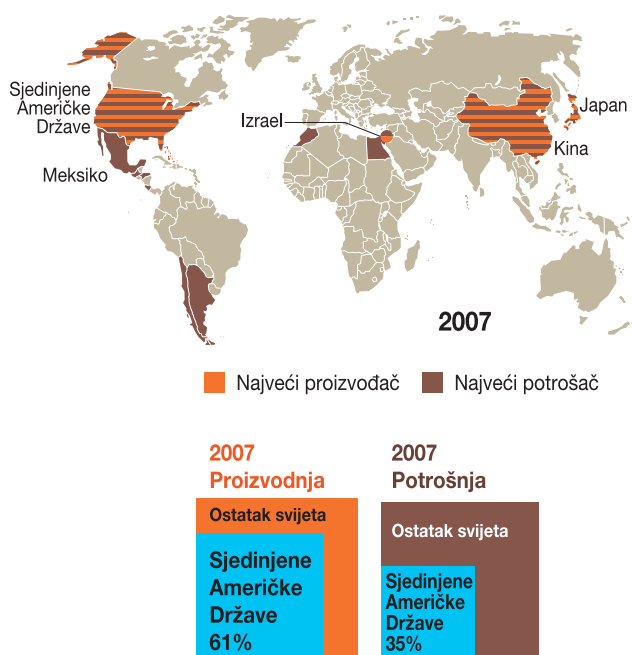 Sjedinjene
Američke
Države
Meksiko
Izrael
Japan
Kina
2007
Najveći proizvođač
Najveći potrošač
2007
Proizvodnja
Ostatak svijeta
Sjedinjene
Američke
Države
61%
2007
Potrošnja
Ostatak svijeta
Sjedinjene
Američke
Države
35%